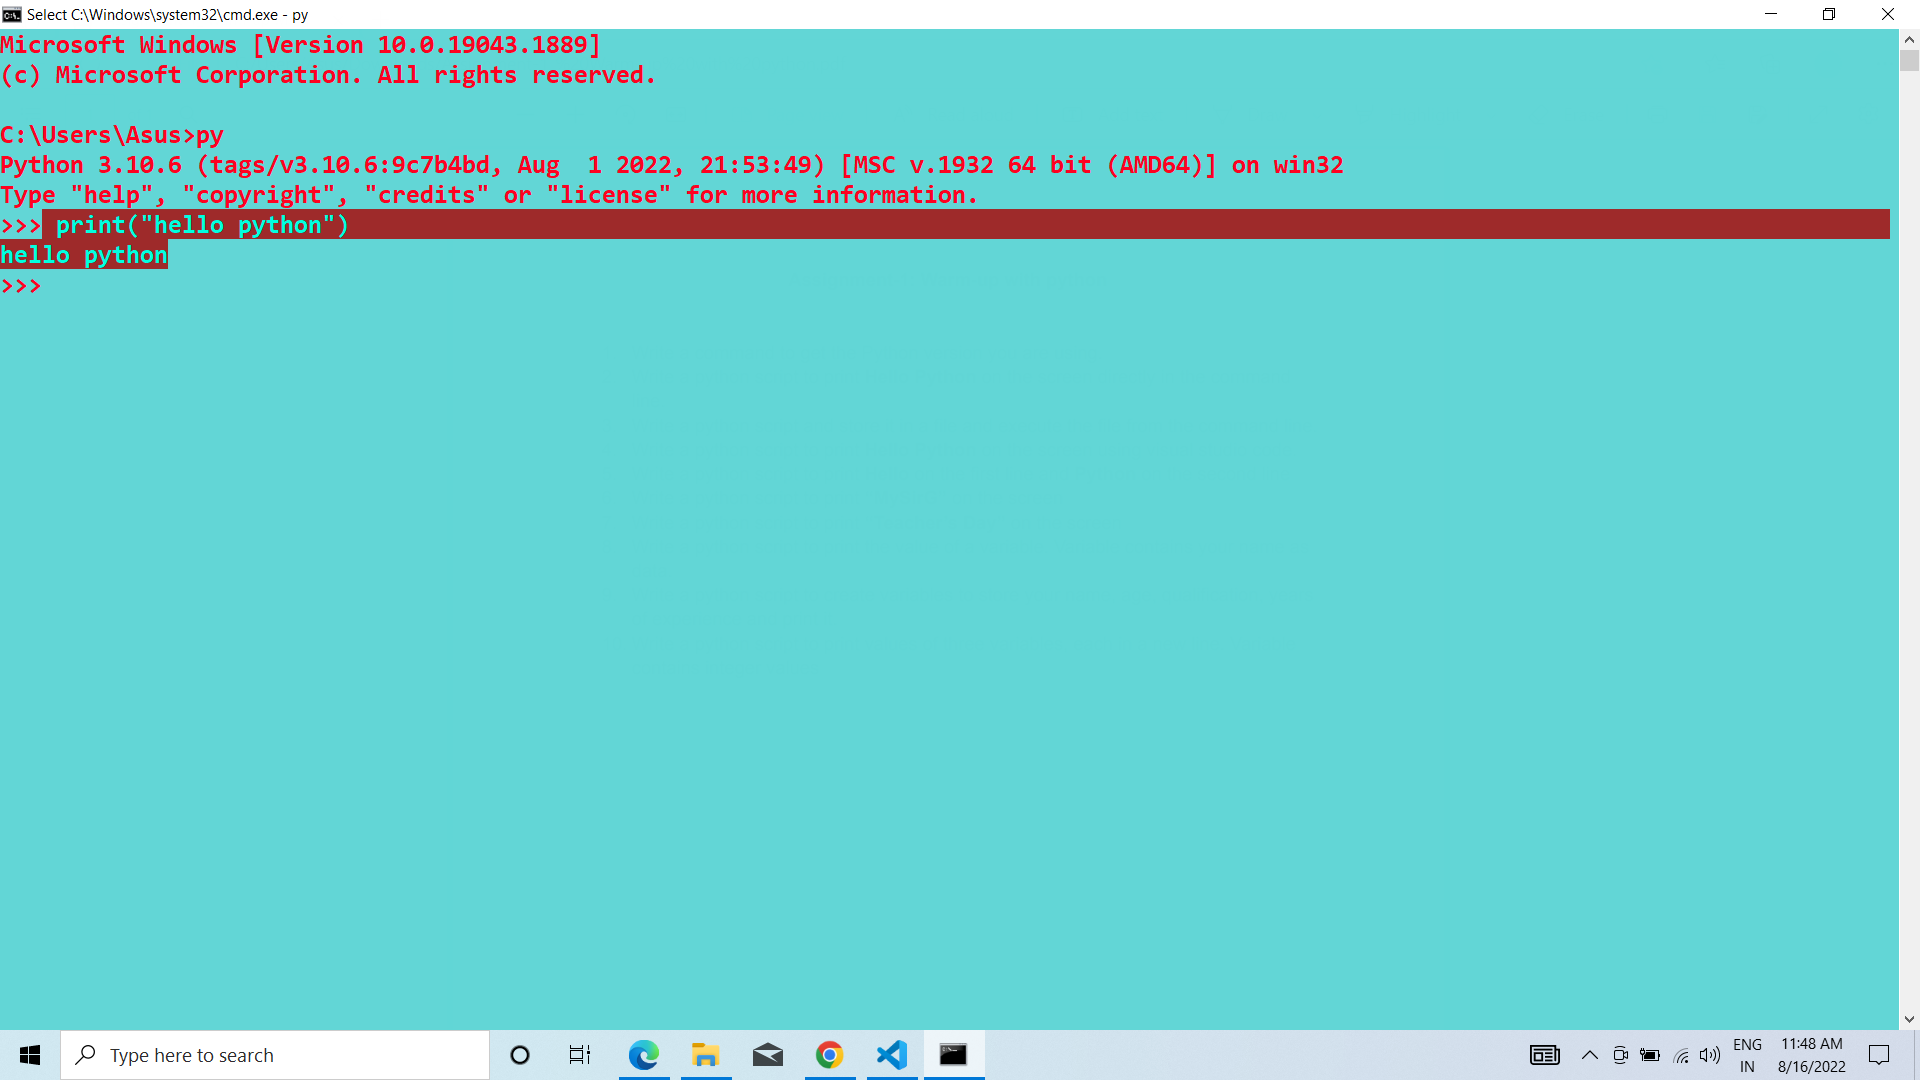 Select C:\Windows\system32\cmd.exe - py
Microsoft Windows [Version 10.0.19043.1889]
(c) Microsoft Corporation. All rights reserved.
C:\Users\Asus>py
Python 3.10.6 (tags/v3.10.6:9c7b4bd, Aug  1 2022, 21:53:49) [MSC v.1932 64 bit (AMD64)] on win32
Type "help", "copyright", "credits" or "license" for more information.
>>> print("hello python")
hello python
>>>
Type here to search
ENG
IN
11:48 AM
8/16/2022